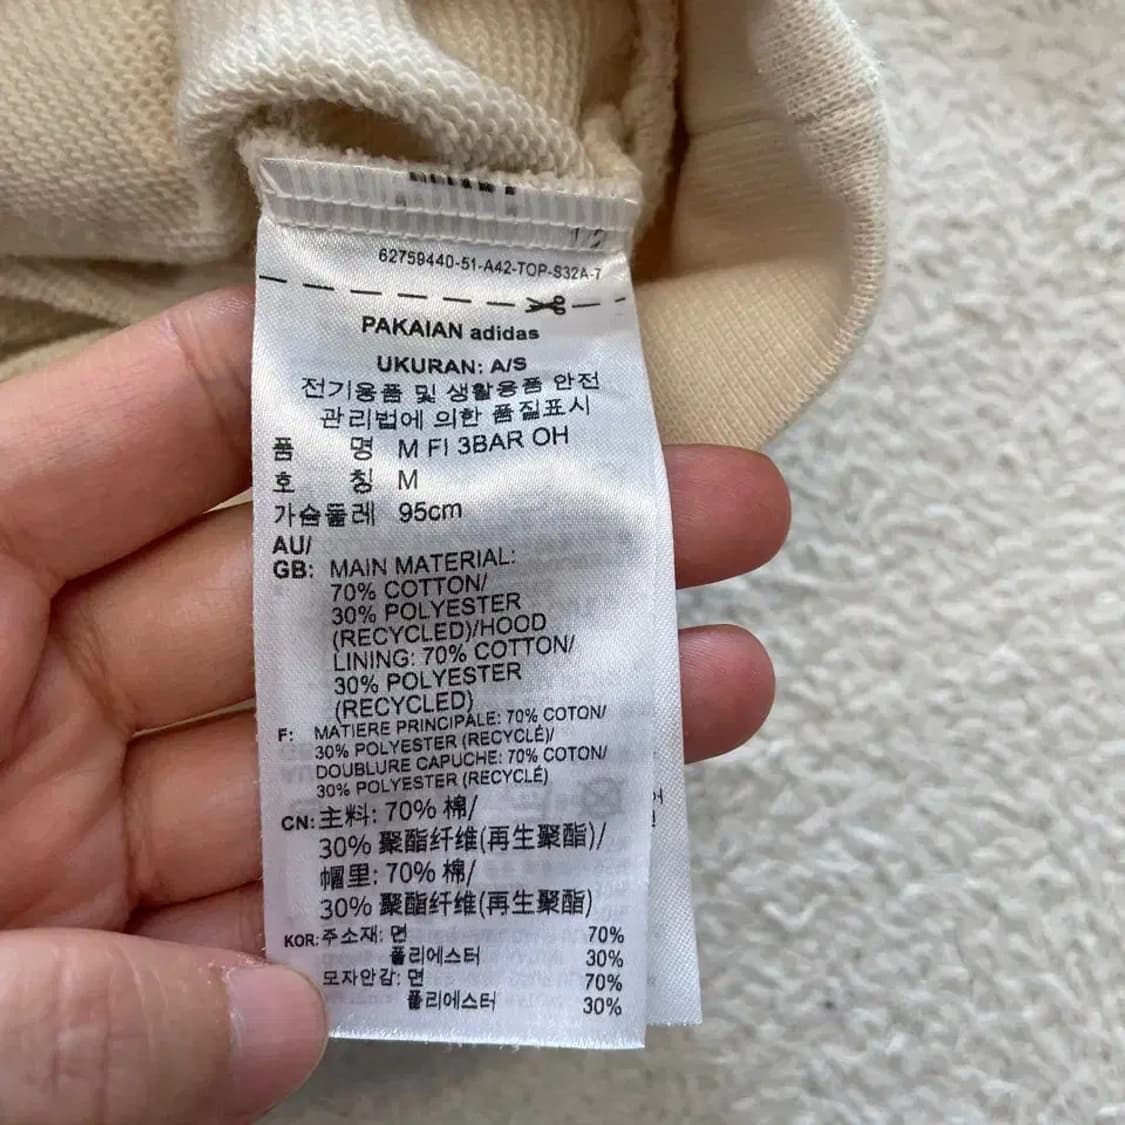 62759440-51-A42-TOP-S32A-7
PAKAIAN adidas
UKURAN: A/S
전기용품 및 생활용품 안전
관리법에 의한 품질표시
품 명 M FI 3BAR OH
호 칭 M
가슴둘레 95cm
AU/
GB: MAIN MATERIAL:
70% COTTON/
30% POLYESTER
(RECYCLED)/HOOD
LINING: 70% COTTON/
30% POLYESTER
(RECYCLED)
F: MATIERE PRINCIPALE: 70% COTON/
30% POLYESTER (RECYCLÉ)/
DOUBLURE CAPUCHE: 70% COTON/
30% POLYESTER (RECYCLÉ)
CN: 主料: 70% 棉/
30% 聚酯纤维(再生聚酯)/
帽里: 70% 棉/
30% 聚酯纤维(再生聚酯)
KOR: 주소재: 면 70%
폴리에스터 30%
모자안감: 면 70%
폴리에스터 30%